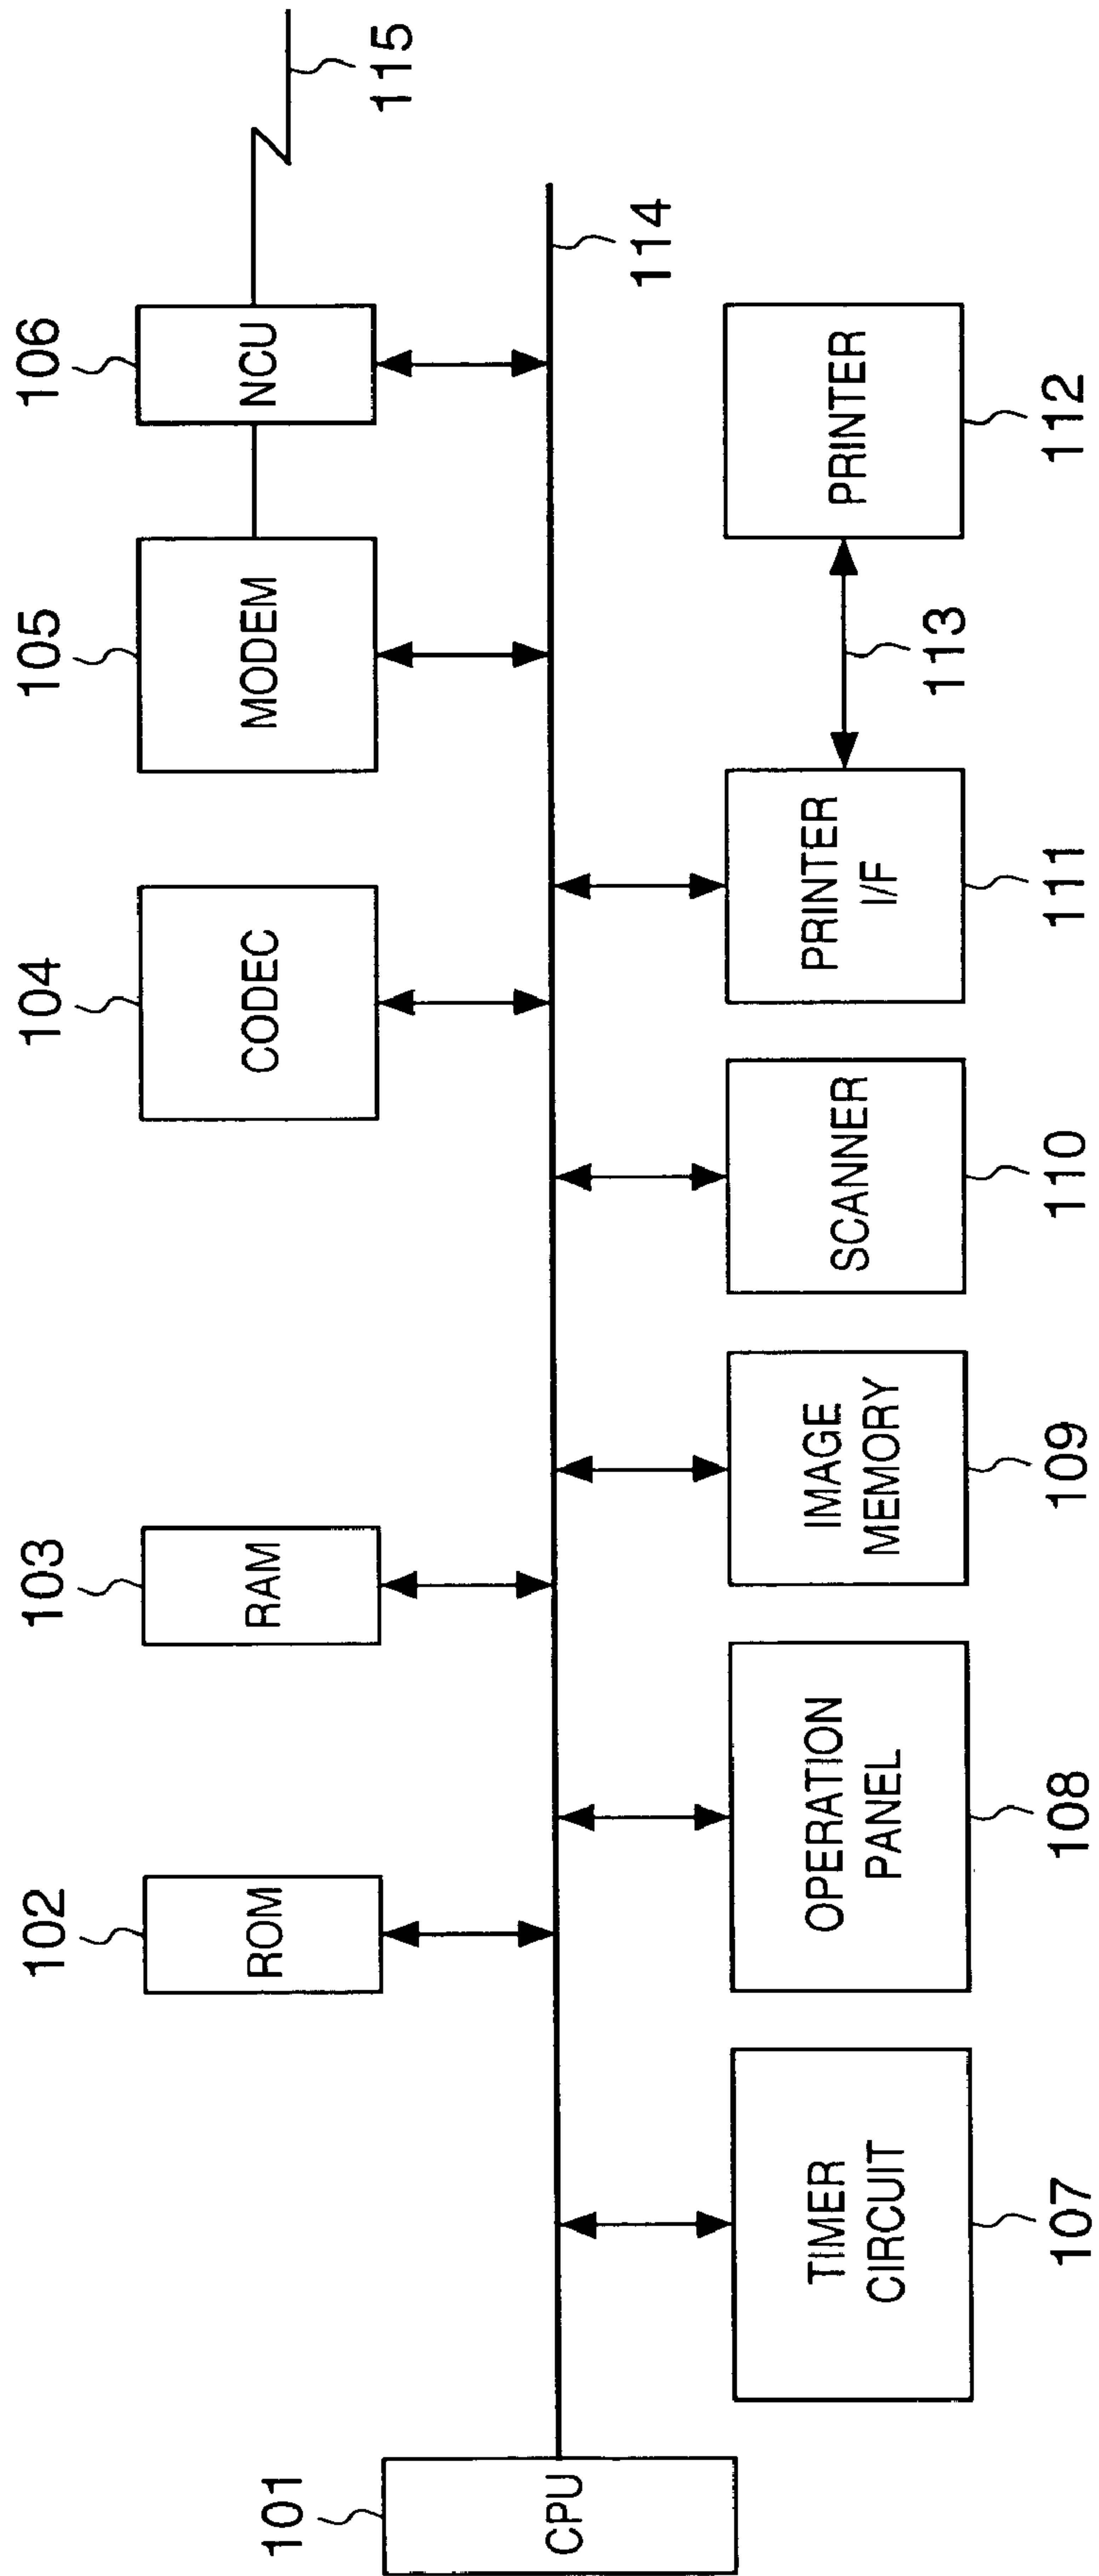 101
CPU
102
ROM
103
RAM
104
CODEC
105
MODEM
106
NCU
115
114
TIMER
CIRCUIT
107
OPERATION
PANEL
108
IMAGE
MEMORY
109
SCANNER
110
PRINTER
I/F
111
113
PRINTER
112